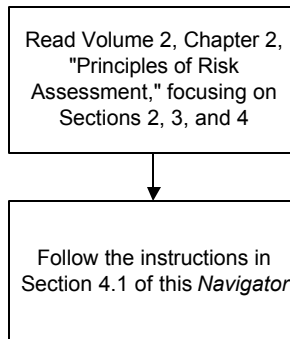 Read Volume 2, Chapter 2,
"Principles of Risk
Assessment," focusing on
Sections 2, 3, and 4
Follow the instructions in
Section 4.1 of this Navigator